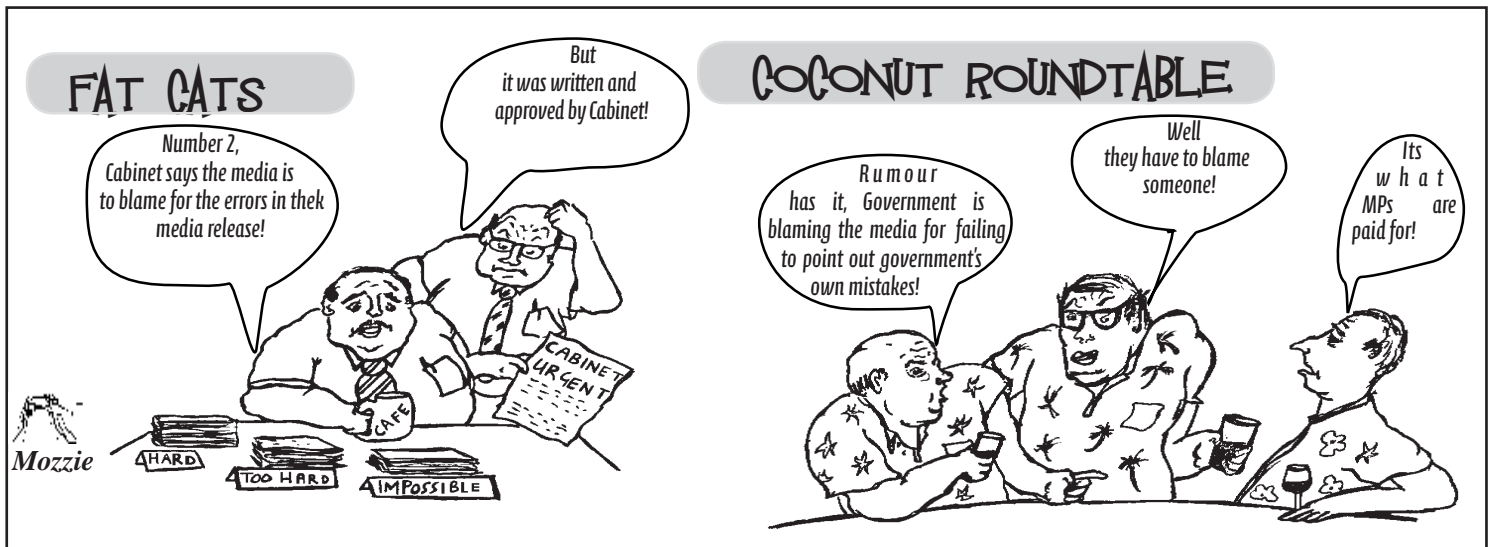 FAT CATS
Number 2,
Cabinet says the media is
to blame for the errors in thek
media release!
But
it was written and
approved by Cabinet!
CABINET
URGENT
CAFE
HARD
TOO HARD
IMPOSSIBLE
Mozzie
COCONUT ROUNDTABLE
Rumour
has it, Government is
blaming the media for failing
to point out government's
own mistakes!
Well
they have to blame
someone!
Its
what
MPs are
paid for!